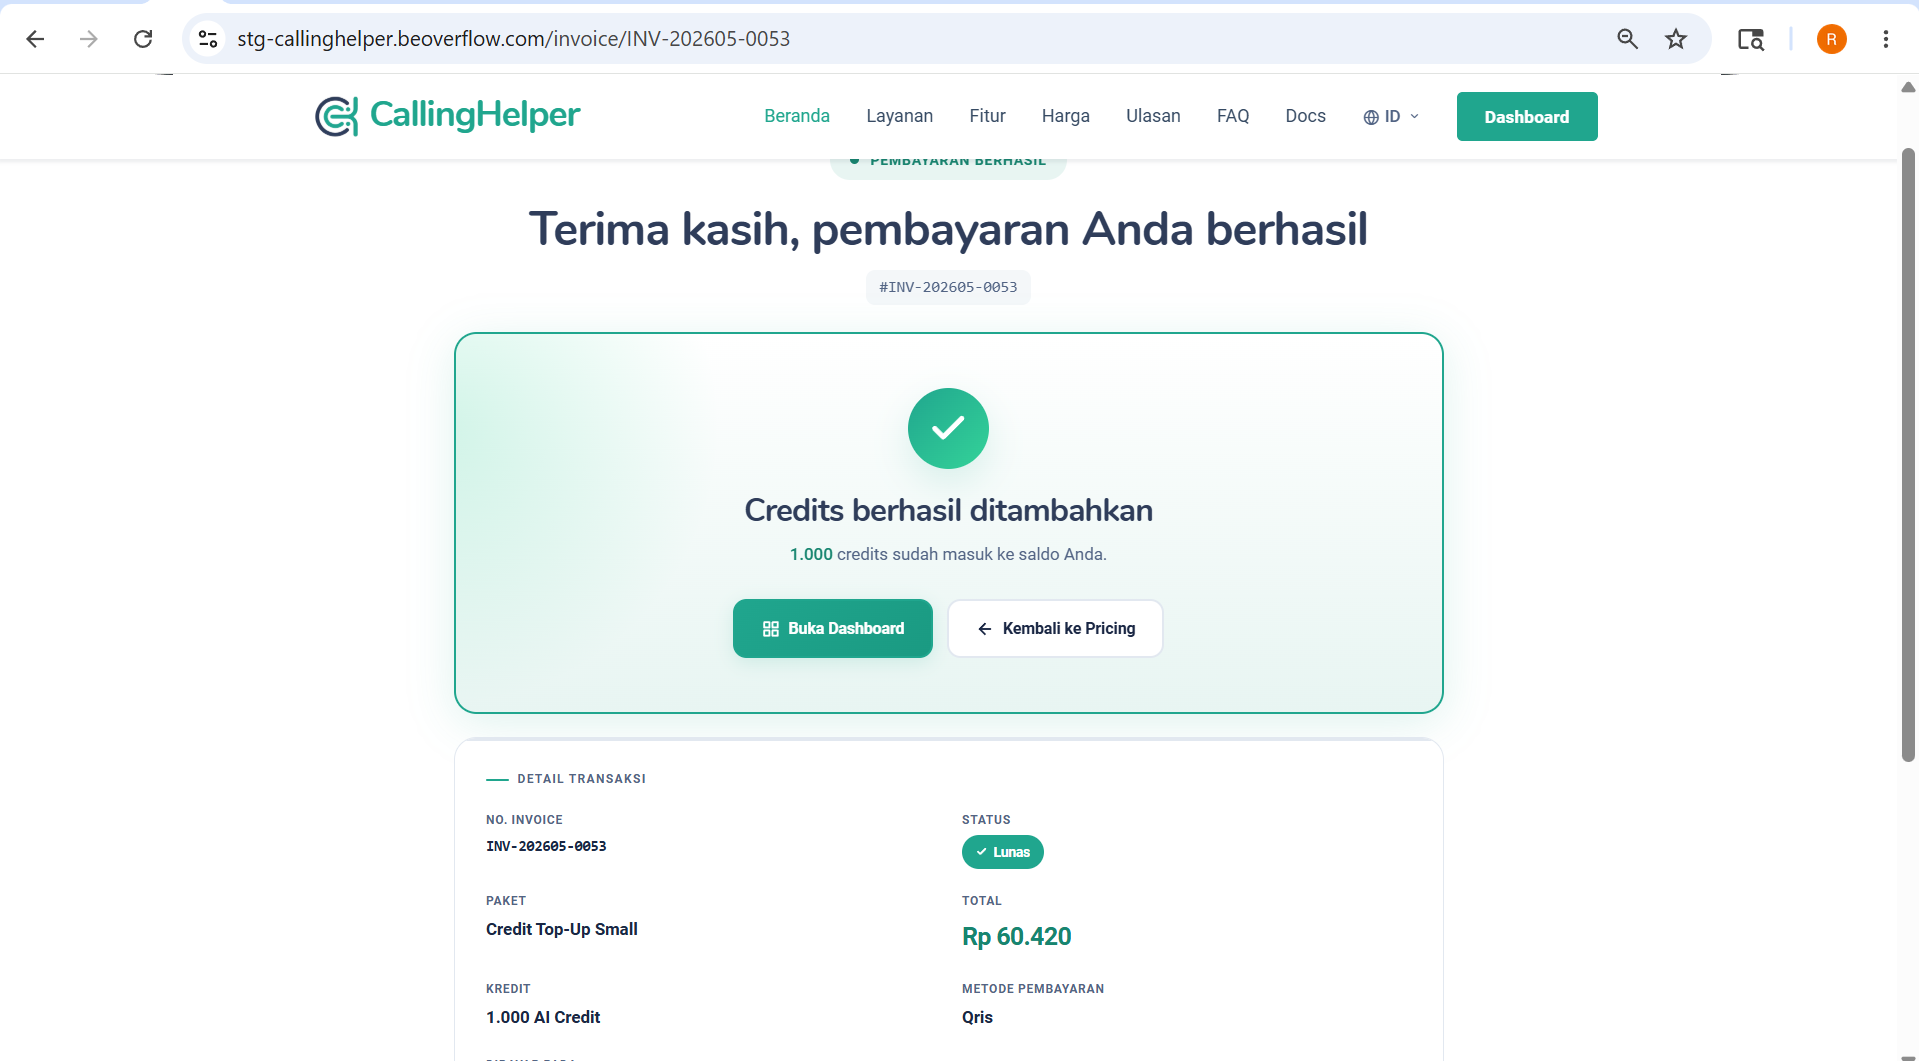 stg-callinghelper.beoverflow.com/invoice/INV-202605-0053
R
CallingHelper
Beranda Layanan Fitur Harga Ulasan FAQ Docs ID Dashboard
PEMBAYARAN BERHASIL
Terima kasih, pembayaran Anda berhasil
#INV-202605-0053
Credits berhasil ditambahkan
1.000 credits sudah masuk ke saldo Anda.
Buka Dashboard Kembali ke Pricing
DETAIL TRANSAKSI
NO. INVOICE
INV-202605-0053
STATUS
Lunas
PAKET
Credit Top-Up Small
TOTAL
Rp 60.420
KREDIT
1.000 AI Credit
METODE PEMBAYARAN
Qris